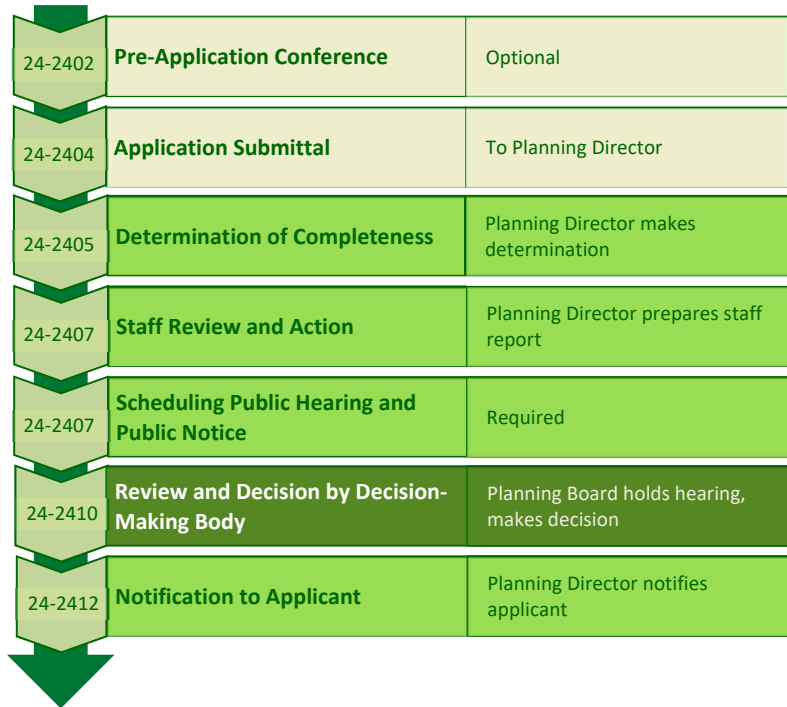 24-2402
Pre-Application Conference
Optional
24-2404
Application Submittal
To Planning Director
24-2405
Determination of Completeness
Planning Director makes
determination
24-2407
Staff Review and Action
Planning Director prepares staff
report
24-2407
Scheduling Public Hearing and
Public Notice
Required
24-2410
Review and Decision by Decision-
Making Body
Planning Board holds hearing,
makes decision
24-2412
Notification to Applicant
Planning Director notifies
applicant